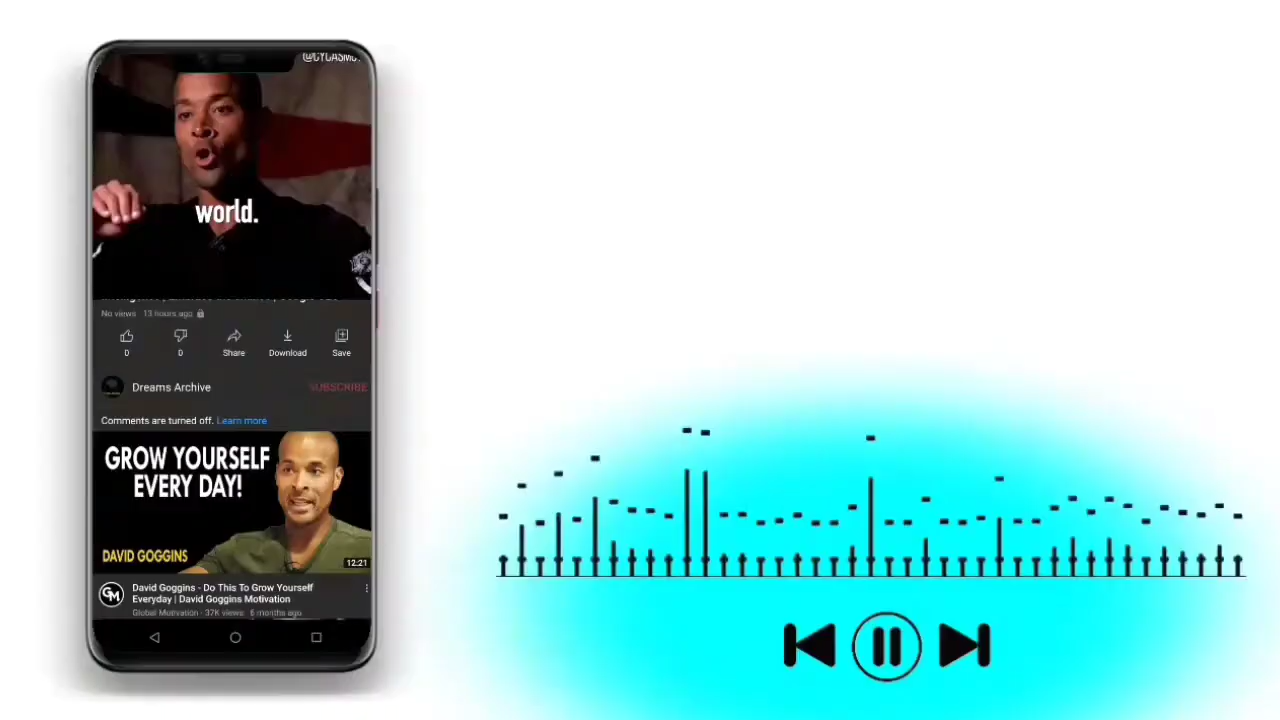 world.
No views 13 hours ago
0
0
Share
Download
Save
Dreams Archive
SUBSCRIBE
Comments are turned off. Learn more
GROW YOURSELF
EVERY DAY!
DAVID GOGGINS
12:21
GM
David Goggins - Do This To Grow Yourself
Everyday | David Goggins Motivation
Global Motivation · 37K views · 6 months ago